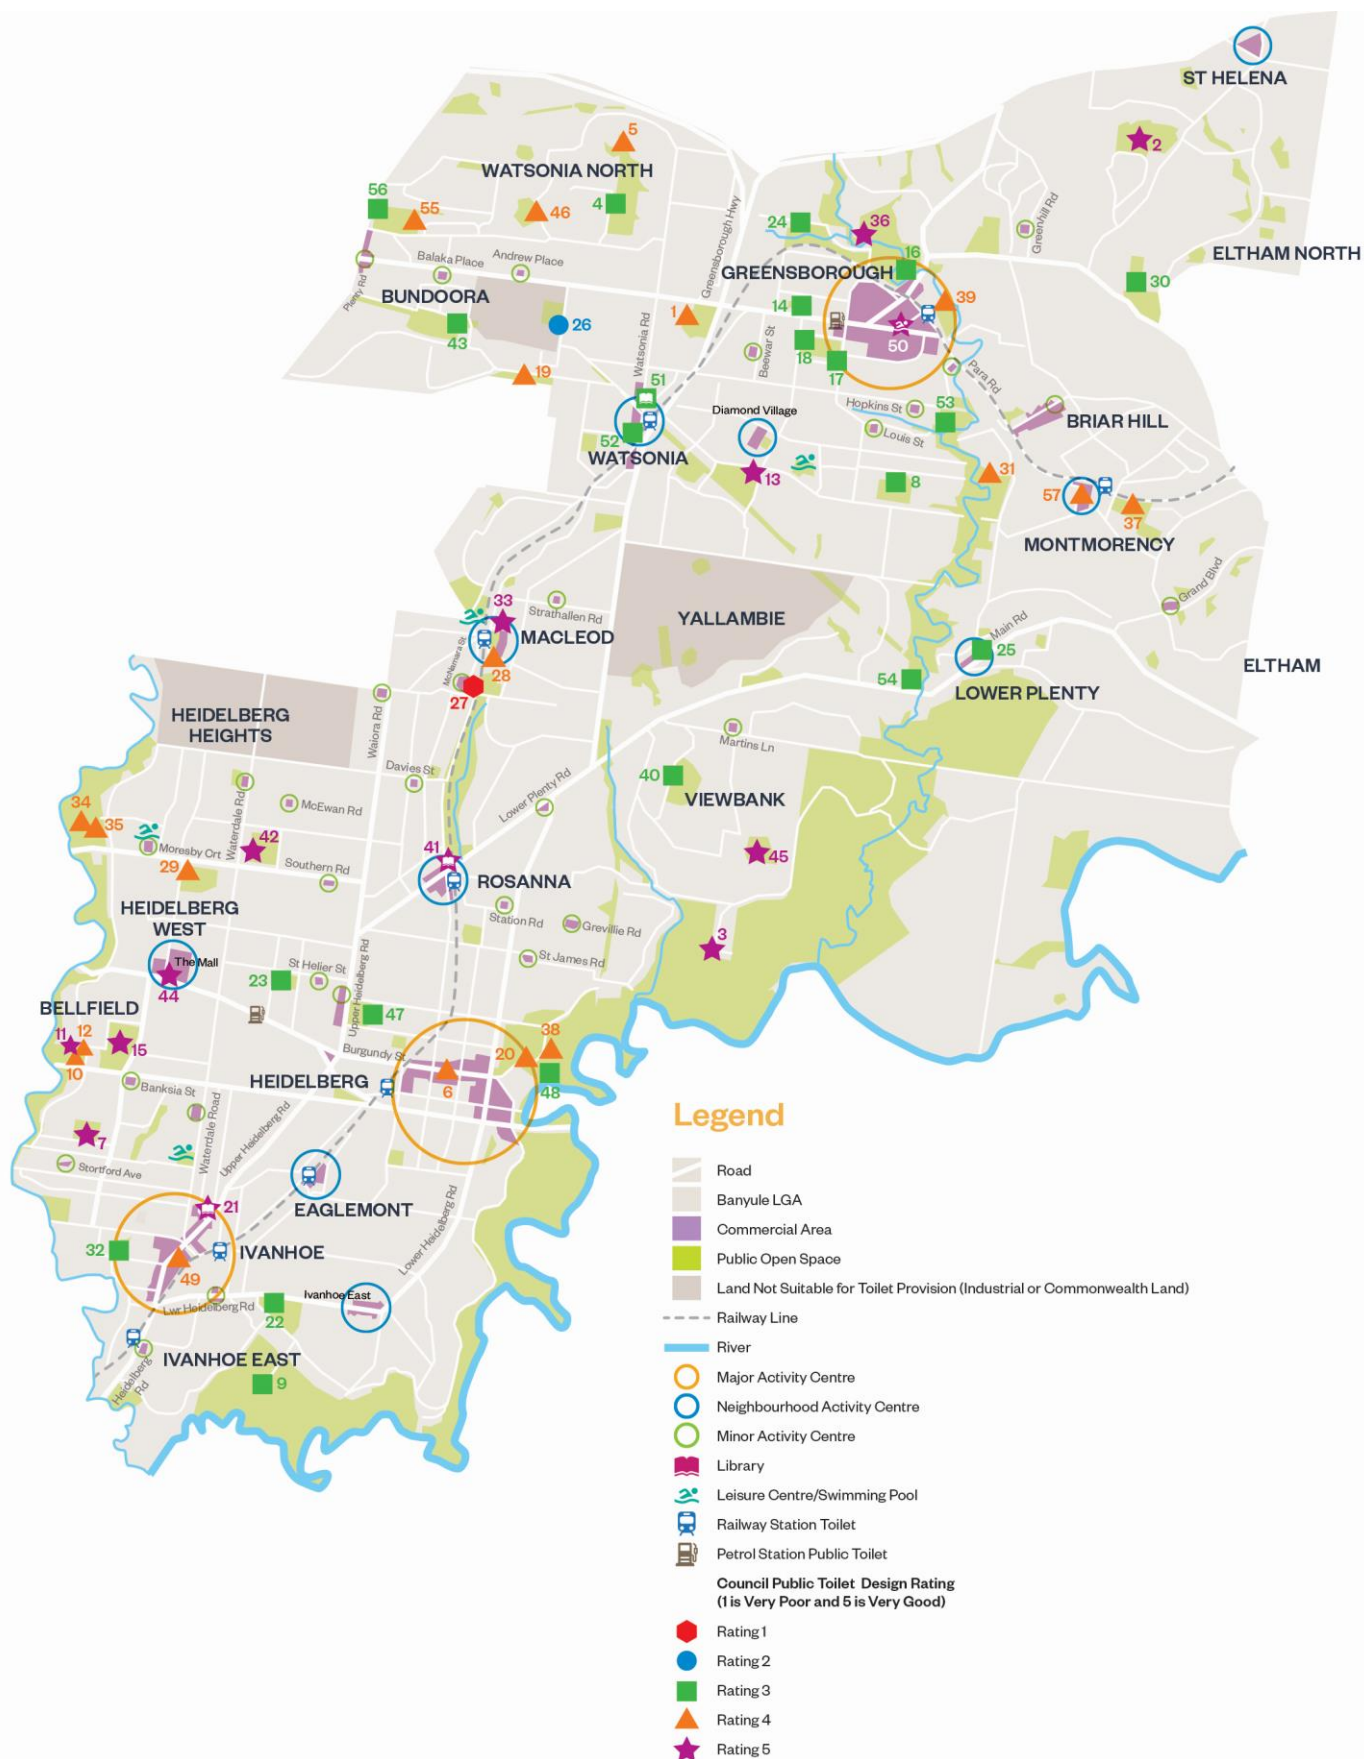 ST HELENA
2
5
WATSONIA NORTH
56
55
46
4
24
36
Greensborough Hwy
Greenhill Rd
16
ELTHAM NORTH
Balaka Place
Andrew Place
GREENSBOROUGH
Plenty Rd
BUNDOORA
30
39
14
1
26
43
50
18
17
Watsonia Rd
Beewar St
19
Para Rd
51
Diamond Village
Hopkins St
53
BRIAR HILL
52
Louis St
WATSONIA
13
8
31
57
37
MONTMORENCY
33
Strathallen Rd
Grand Blvd
MACLEOD
YALLAMBIE
Main Rd
McNamara St
28
25
27
54
LOWER PLENTY
ELTHAM
HEIDELBERG
HEIGHTS
Waiora Rd
Martins Ln
Davies St
40
VIEWBANK
Lower Plenty Rd
34
35
McEwan Rd
Waterdale Rd
42
Moresby Crt
41
45
29
Southern Rd
ROSANNA
HEIDELBERG
WEST
Station Rd
Greville Rd
3
The Mall
St Helier St
St James Rd
23
44
Upper Heidelberg Rd
BELLFIELD
47
11
12
15
38
10
Burgundy St
20
HEIDELBERG
6
48
Banksia St
7
Waterdale Road
Upper Heidelberg Rd
Stortford Ave
21
EAGLEMONT
Lower Heidelberg Rd
32
IVANHOE
49
Ivanhoe East
Lwr Heidelberg Rd
22
IVANHOE EAST
Heidelberg
Rd
9
Legend
Road
Banyule LGA
Commercial Area
Public Open Space
Land Not Suitable for Toilet Provision (Industrial or Commonwealth Land)
Railway Line
River
Major Activity Centre
Neighbourhood Activity Centre
Minor Activity Centre
Library
Leisure Centre/Swimming Pool
Railway Station Toilet
Petrol Station Public Toilet
Council Public Toilet Design Rating
(1 is Very Poor and 5 is Very Good)
Rating 1
Rating 2
Rating 3
Rating 4
Rating 5